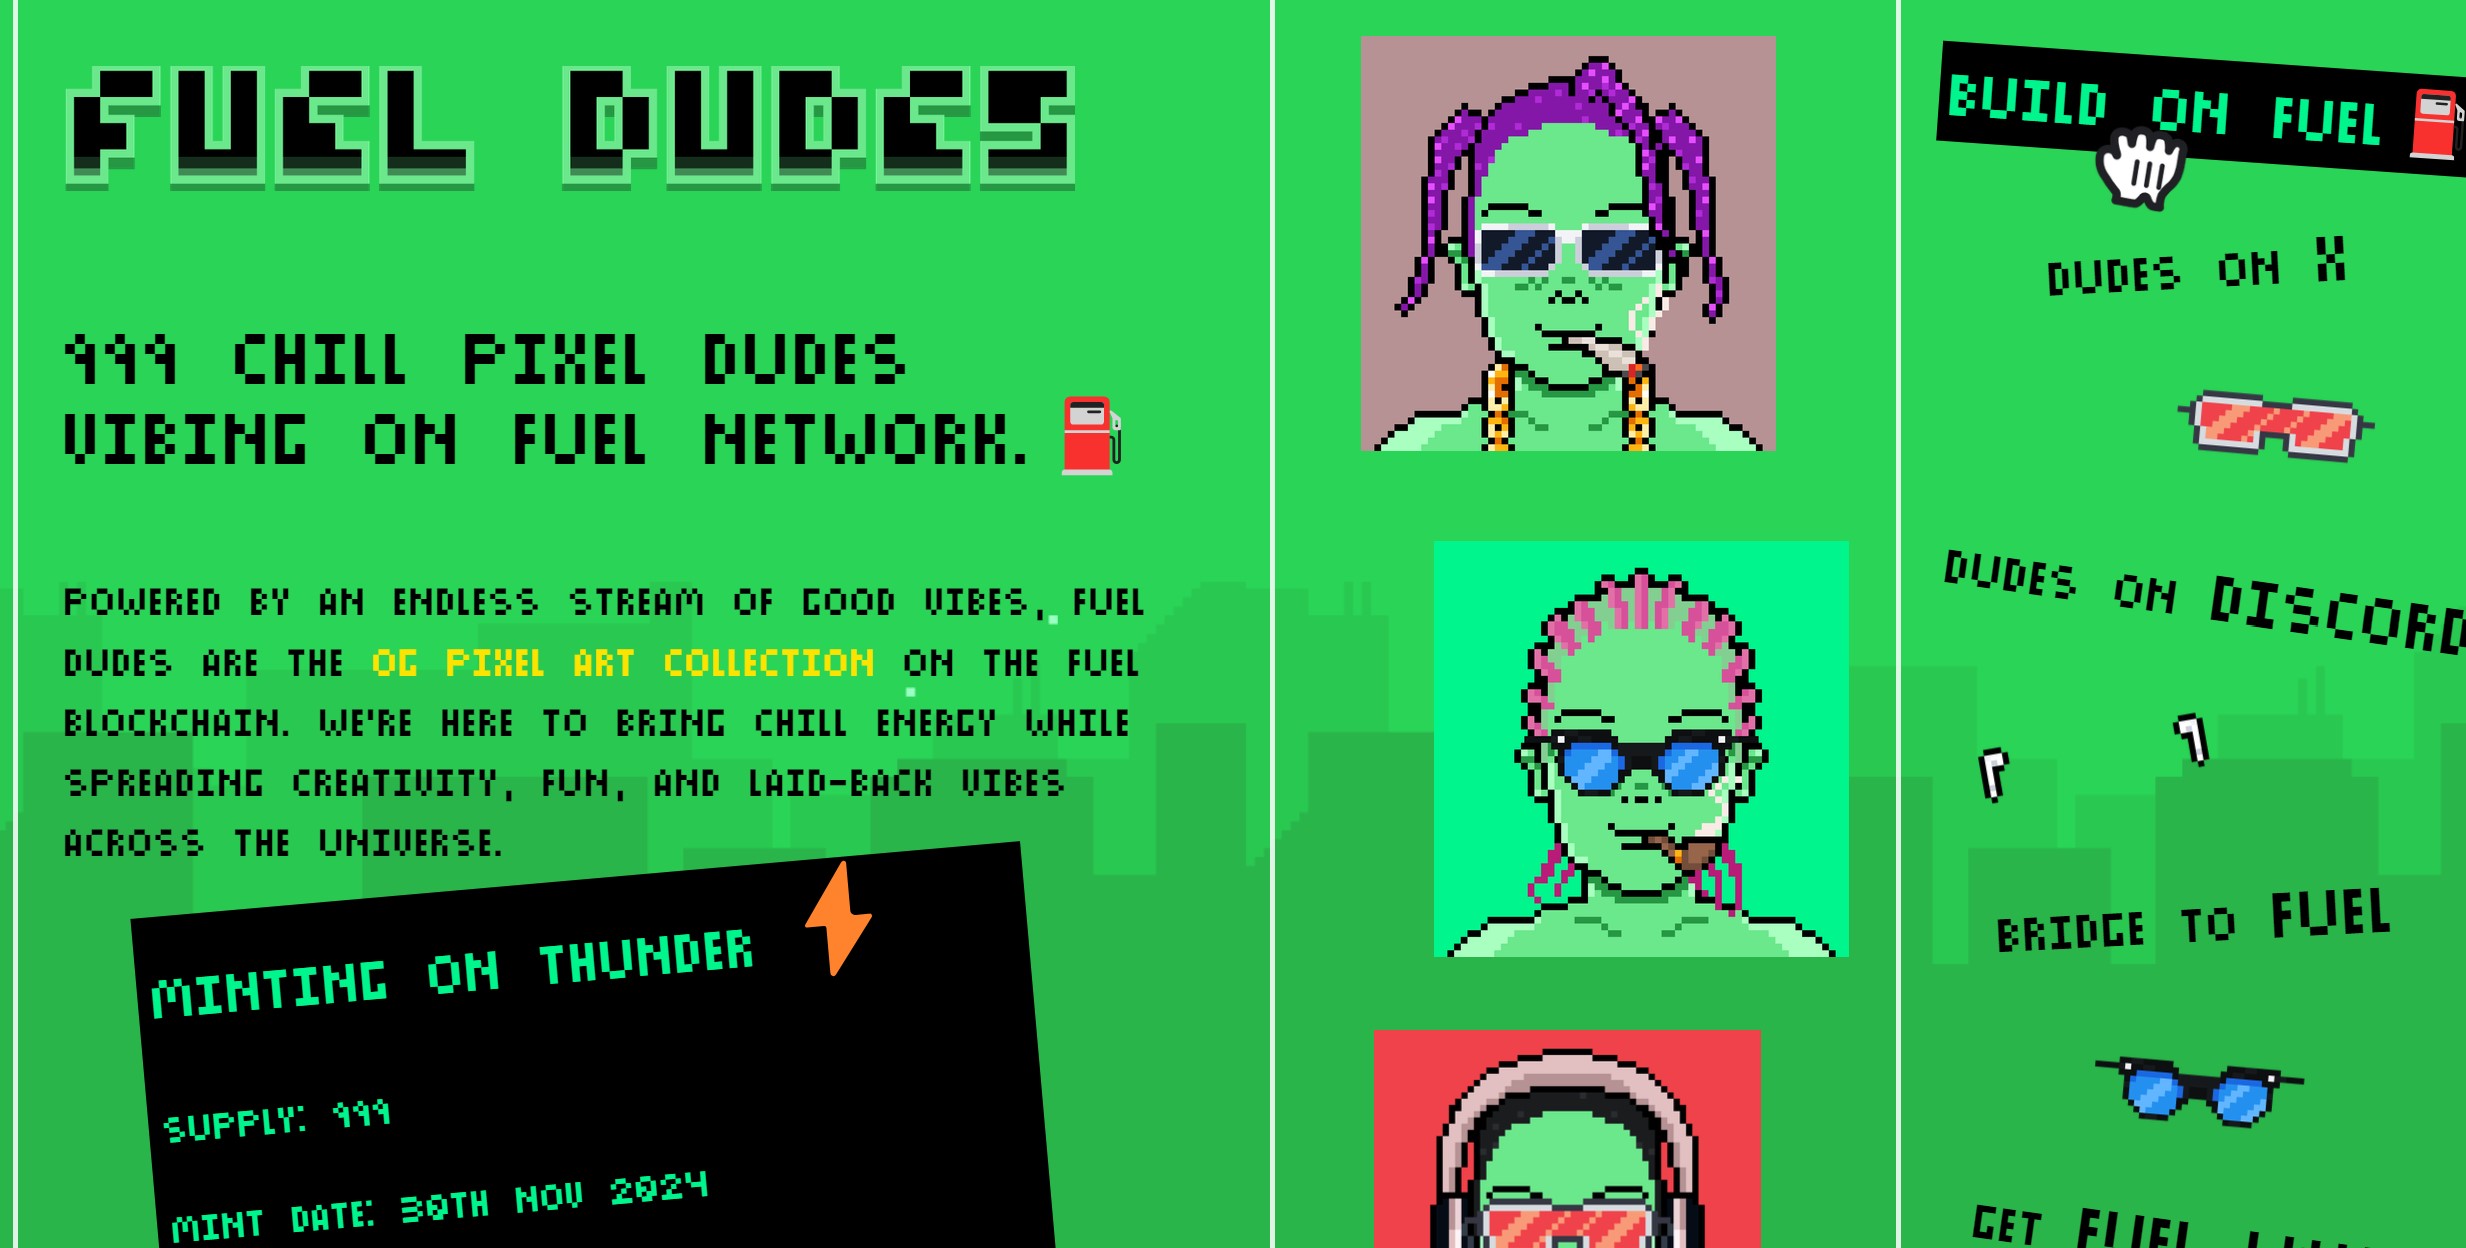 FUEL DUDES
999 CHILL PIXEL DUDES
VIBING ON FUEL NETWORK.
POWERED BY AN ENDLESS STREAM OF GOOD VIBES, FUEL
DUDES ARE THE OG PIXEL ART COLLECTION ON THE FUEL
BLOCKCHAIN. WE'RE HERE TO BRING CHILL ENERGY WHILE
SPREADING CREATIVITY, FUN, AND LAID-BACK VIBES
ACROSS THE UNIVERSE.
MINTING ON THUNDER
SUPPLY: 999
MINT DATE: 30TH NOV 2024
BUILD ON FUEL
DUDES ON X
DUDES ON DISCORD
BRIDGE TO FUEL
GET FUEL